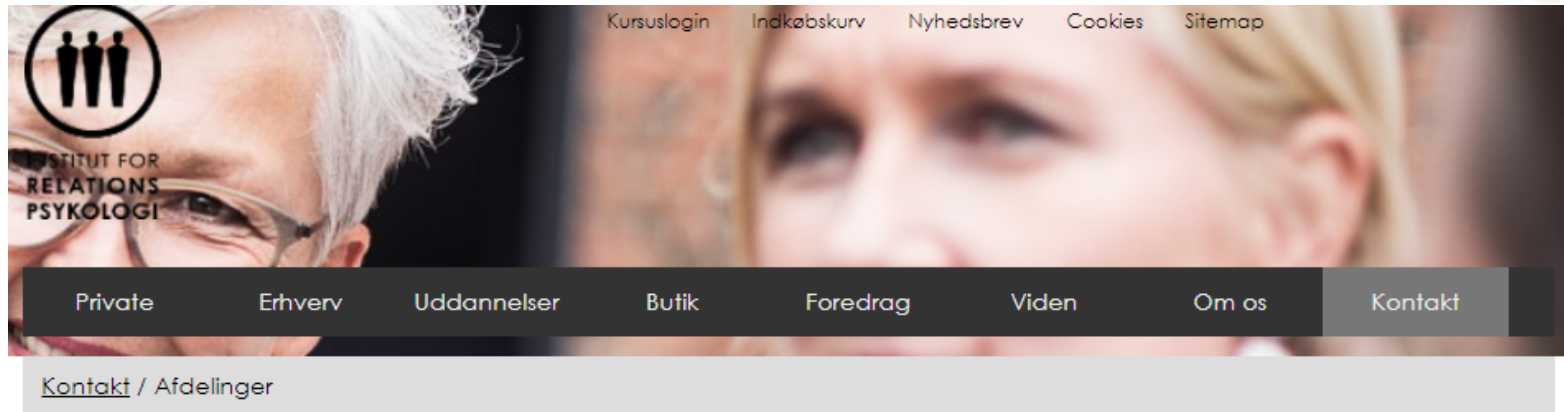 Kursuslogin Indkøbskurv Nyhedsbrev Cookies Sitemap
INSTITUT FOR
RELATIONS
PSYKOLOGI
Private Erhverv Uddannelser Butik Foredrag Viden Om os Kontakt
Kontakt / Afdelinger